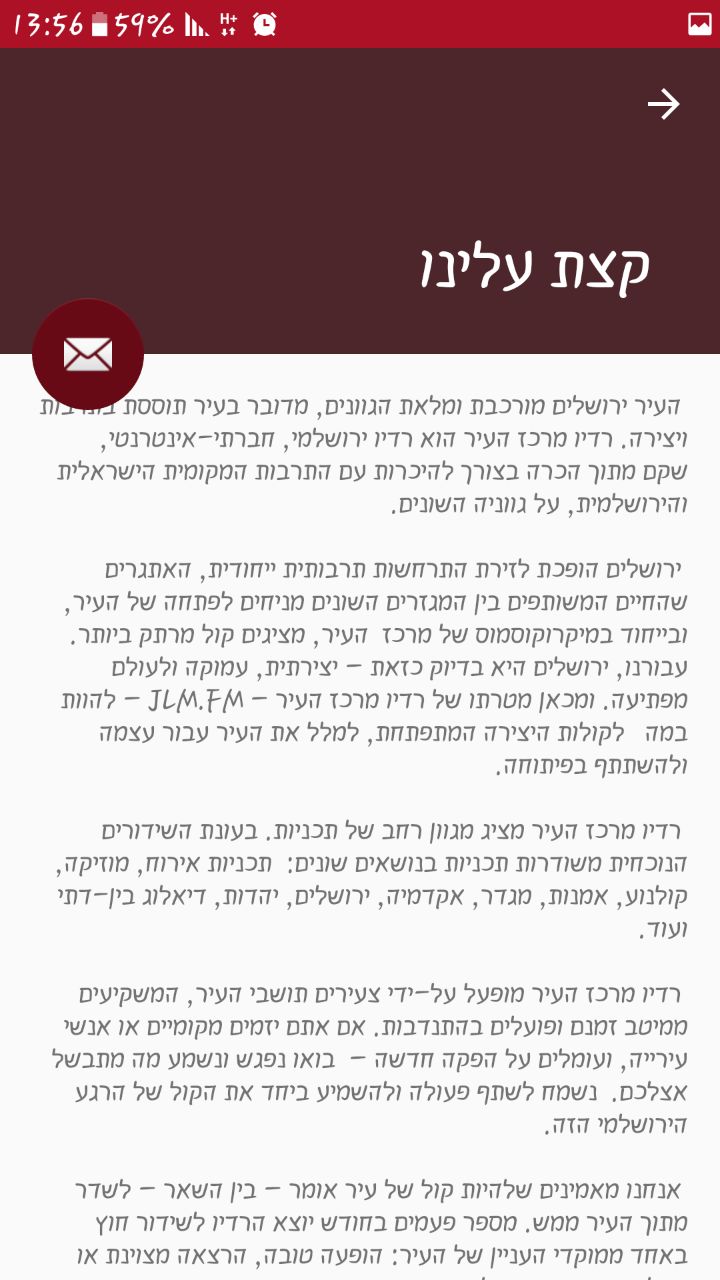 13:56 59% H+
קצת עלינו
העיר ירושלים מורכבת ומלאת הגוונים, מדובר בעיר תוססת
ויצירה. רדיו מרכז העיר הוא רדיו ירושלמי, חברתי-אינטרנטי,
שקם מתוך הכרה בצורך להיכרות עם התרבות המקומית הישראלית
והירושלמית, על גווניה השונים.
ירושלים הופכת לזירת התרחשות תרבותית ייחודית, האתגרים
שהחיים המשותפים בין המגזרים השונים מניחים לפתחה של העיר,
ובייחוד במיקרוקוסמוס של מרכז העיר, מציגים קול מרתק ביותר.
עבורנו, ירושלים היא בדיוק כזאת – יצירתית, עמוקה ולעולם
מפתיעה. ומכאן מטרתו של רדיו מרכז העיר – JLM.FM – להוות
במה לקולות היצירה המתפתחת, למלל את העיר עבור עצמה
ולהשתתף בפיתוחה.
רדיו מרכז העיר מציג מגוון רחב של תכניות. בעונת השידורים
הנוכחית משודרות תכניות בנושאים שונים: תכניות אירוח, מוזיקה,
קולנוע, אמנות, מגדר, אקדמיה, ירושלים, יהדות, דיאלוג בין-דתי
ועוד.
רדיו מרכז העיר מופעל על-ידי צעירים תושבי העיר, המשקיעים
ממיטב זמנם ופועלים בהתנדבות. אם אתם יזמים מקומיים או אנשי
עירייה, ועומלים על הפקה חדשה – בואו נפגש ונשמע מה מתבשל
אצלכם. נשמח לשתף פעולה ולהשמיע ביחד את הקול של הרגע
הירושלמי הזה.
אנחנו מאמינים שלהיות קול של עיר אומר – בין השאר – לשדר
מתוך העיר ממש. מספר פעמים בחודש יוצא הרדיו לשידור חוץ
באחד ממוקדי העניין של העיר: הופעה טובה, הרצאה מצוינת או